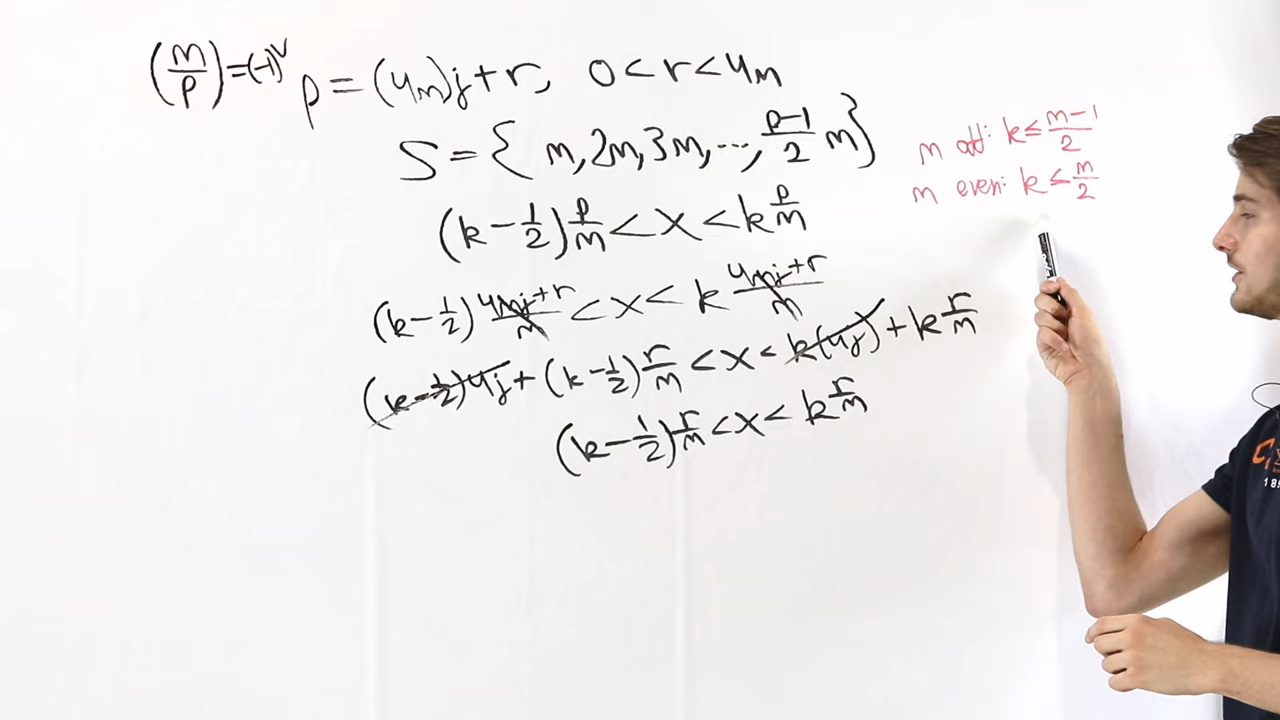 (m/p) = (-1)^ν p = (4m)j + r, 0 < r < 4m
S = { m, 2m, 3m, ..., (p-1)/2 m }
(k - 1/2) p/m < x < k p/m
(k - 1/2) (4mj + r)/m < x < k (4mj + r)/m
(k - 1/2)4j + (k - 1/2) r/m < x < k(4j) + k r/m
(k - 1/2) r/m < x < k r/m
m odd: k ≤ (m-1)/2
m even: k ≤ m/2